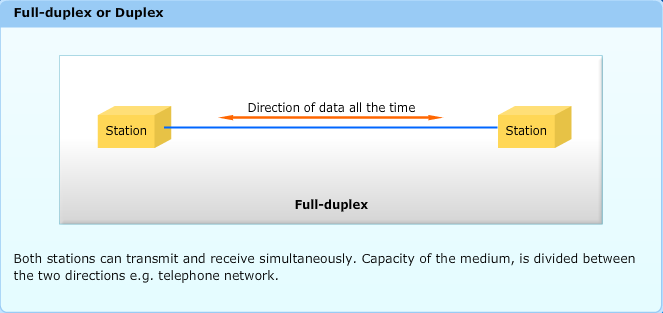 Full-duplex or Duplex
Direction of data all the time
Station
Station
Full-duplex
Both stations can transmit and receive simultaneously. Capacity of the medium, is divided between
the two directions e.g. telephone network.